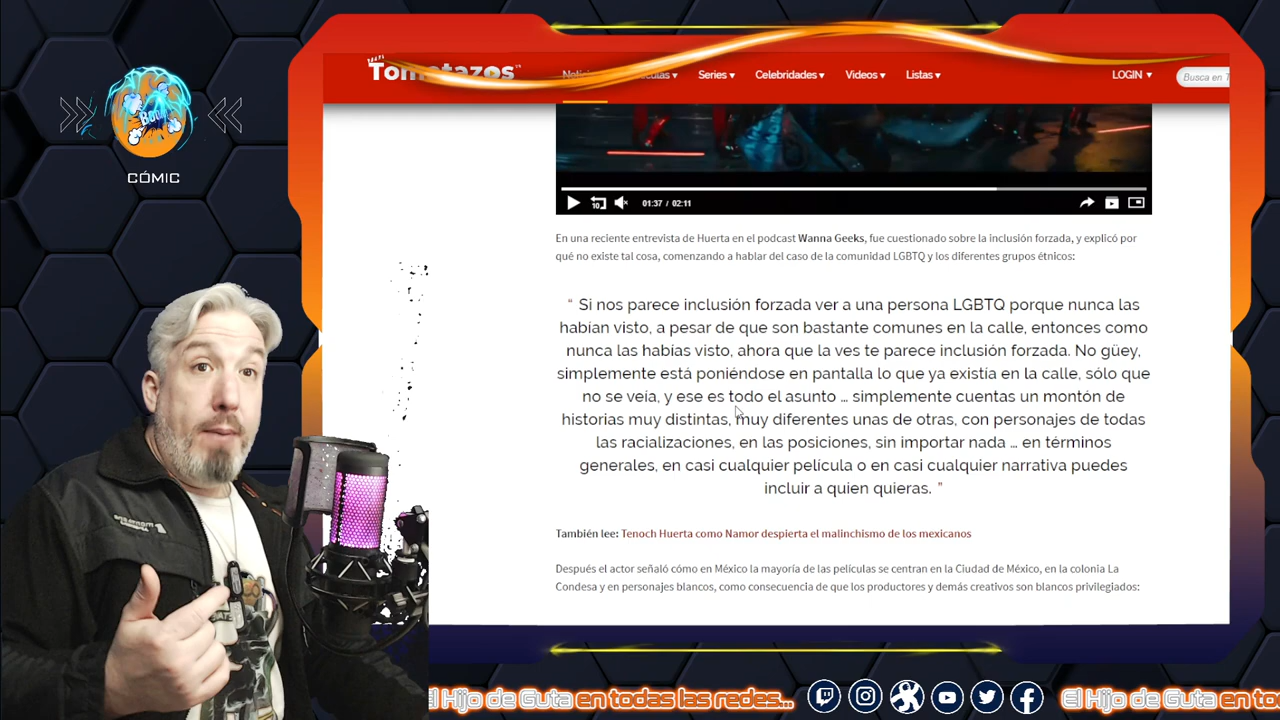 Tomatazos
Series ▾ Celebridades ▾ Videos ▾ Listas ▾ LOGIN ▾ Busca en T
BOOM
CÓMIC
10 01:37 / 02:11
En una reciente entrevista de Huerta en el podcast Wanna Geeks, fue cuestionado sobre la inclusión forzada, y explicó por
qué no existe tal cosa, comenzando a hablar del caso de la comunidad LGBTQ y los diferentes grupos étnicos:
“ Si nos parece inclusión forzada ver a una persona LGBTQ porque nunca las
habían visto, a pesar de que son bastante comunes en la calle, entonces como
nunca las habías visto, ahora que la ves te parece inclusión forzada. No güey,
simplemente está poniéndose en pantalla lo que ya existía en la calle, sólo que
no se veía, y ese es todo el asunto … simplemente cuentas un montón de
historias muy distintas, muy diferentes unas de otras, con personajes de todas
las racializaciones, en las posiciones, sin importar nada … en términos
generales, en casi cualquier película o en casi cualquier narrativa puedes
incluir a quien quieras. ”
También lee: Tenoch Huerta como Namor despierta el malinchismo de los mexicanos
Después el actor señaló cómo en México la mayoría de las películas se centran en la Ciudad de México, en la colonia La
Condesa y en personajes blancos, como consecuencia de que los productores y demás creativos son blancos privilegiados:
El Hijo de Guta en todas las redes... El Hijo de Guta en to